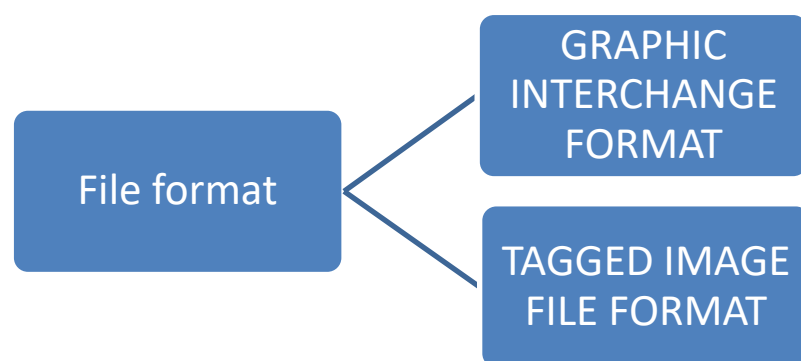 File format
GRAPHIC
INTERCHANGE
FORMAT
TAGGED IMAGE
FILE FORMAT